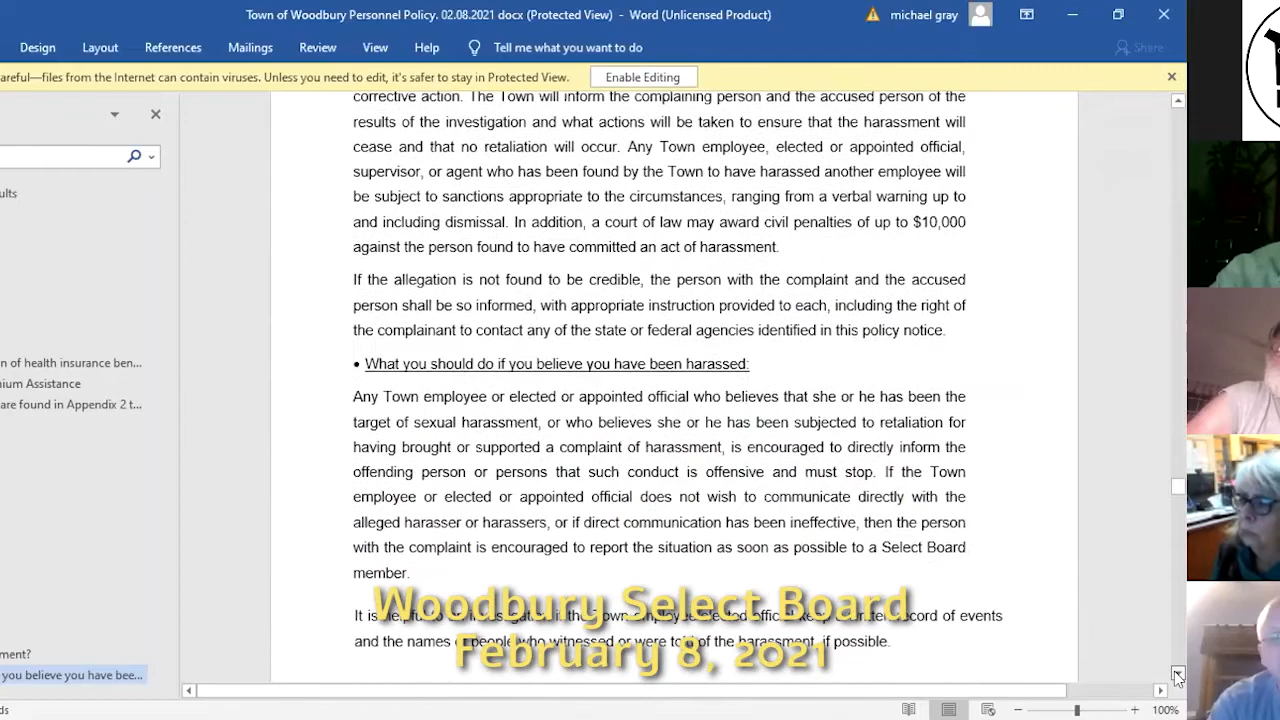 Town of Woodbury Personnel Policy. 02.08.2021 docx (Protected View) - Word (Unlicensed Product)
michael gray
Design Layout References Mailings Review View Help Tell me what you want to do Share
areful—files from the Internet can contain viruses. Unless you need to edit, it's safer to stay in Protected View. Enable Editing
corrective action. The Town will inform the complaining person and the accused person of the
results of the investigation and what actions will be taken to ensure that the harassment will
cease and that no retaliation will occur. Any Town employee, elected or appointed official,
supervisor, or agent who has been found by the Town to have harassed another employee will
be subject to sanctions appropriate to the circumstances, ranging from a verbal warning up to
and including dismissal. In addition, a court of law may award civil penalties of up to $10,000
against the person found to have committed an act of harassment.
If the allegation is not found to be credible, the person with the complaint and the accused
person shall be so informed, with appropriate instruction provided to each, including the right of
the complainant to contact any of the state or federal agencies identified in this policy notice.
• What you should do if you believe you have been harassed:
Any Town employee or elected or appointed official who believes that she or he has been the
target of sexual harassment, or who believes she or he has been subjected to retaliation for
having brought or supported a complaint of harassment, is encouraged to directly inform the
offending person or persons that such conduct is offensive and must stop. If the Town
employee or elected or appointed official does not wish to communicate directly with the
alleged harasser or harassers, or if direct communication has been ineffective, then the person
with the complaint is encouraged to report the situation as soon as possible to a Select Board
member.
It is record of events
and the names who witnessed or were of the harassment, if possible.
Woodbury Select Board
February 8, 2021
ults
n of health insurance ben...
nium Assistance
are found in Appendix 2 t...
ment?
you believe you have bee...
ds
100%